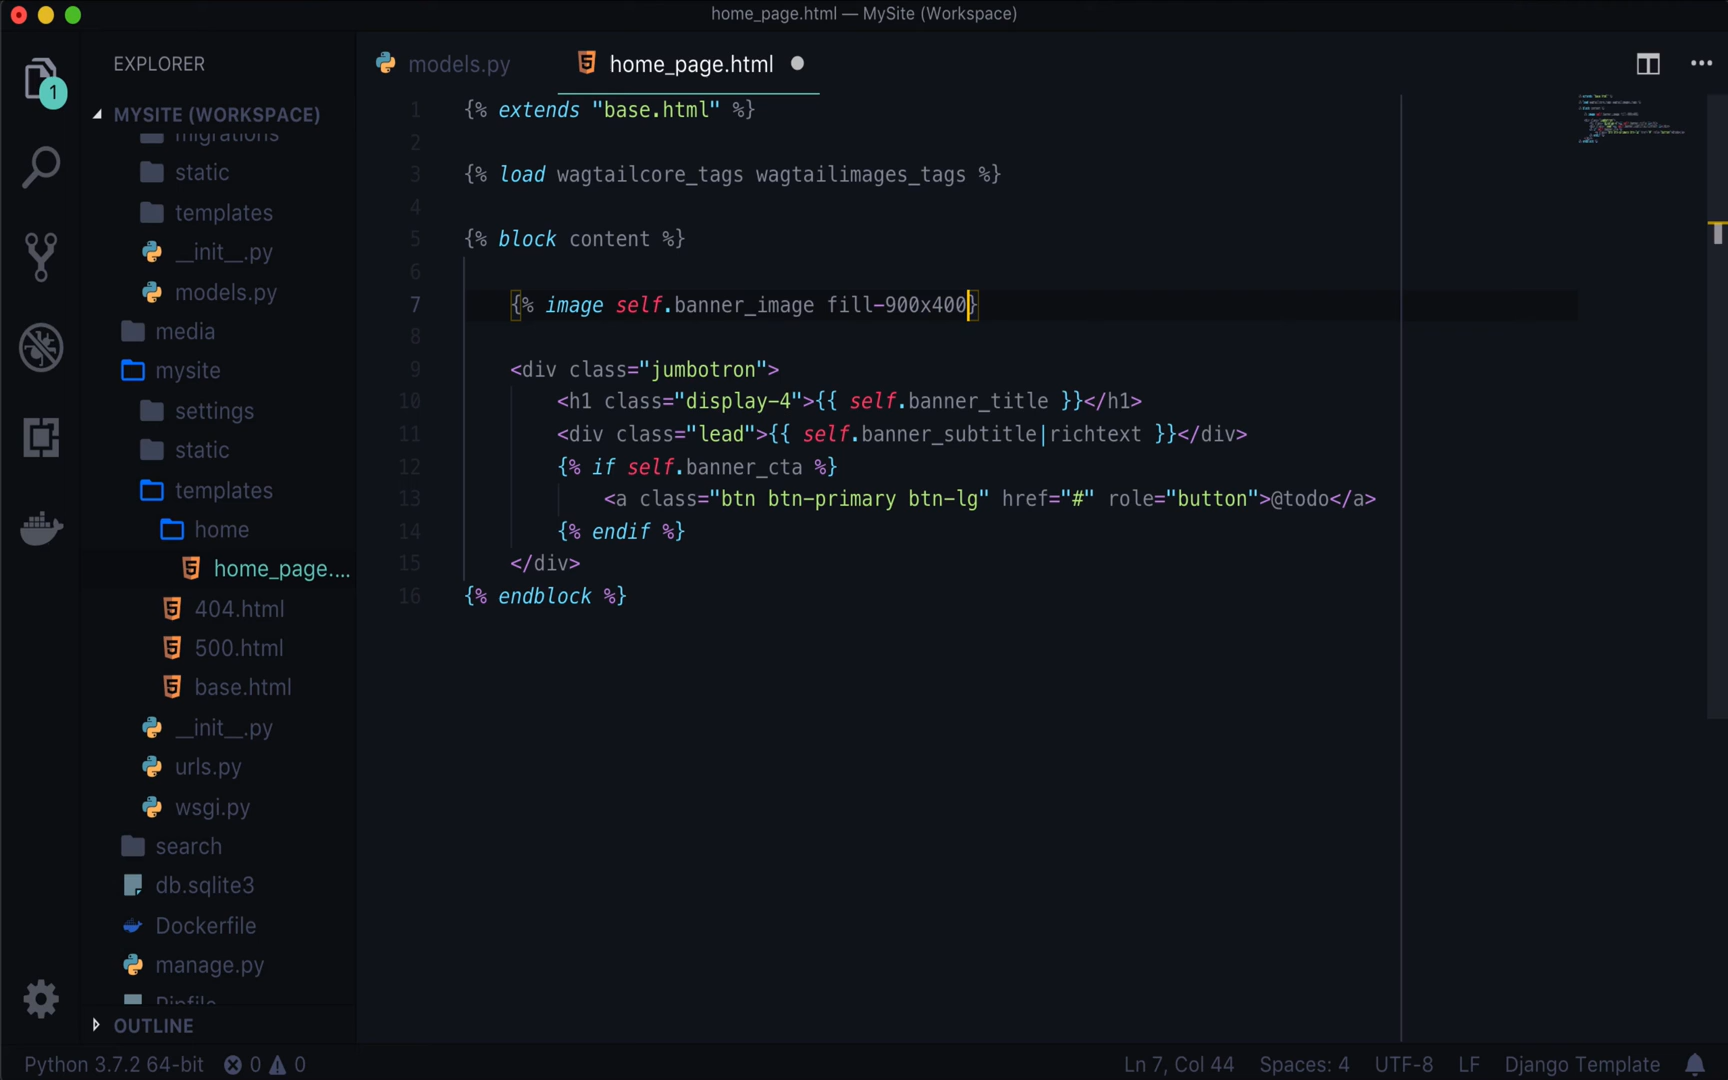 home_page.html — MySite (Workspace)
EXPLORER
1
MYSITE (WORKSPACE)
migrations
static
templates
__init__.py
models.py
media
mysite
settings
static
templates
home
home_page....
404.html
500.html
base.html
__init__.py
urls.py
wsgi.py
search
db.sqlite3
Dockerfile
manage.py
Pipfile
OUTLINE
models.py
home_page.html
1 {% extends "base.html" %}
2
3 {% load wagtailcore_tags wagtailimages_tags %}
4
5 {% block content %}
6
7 {% image self.banner_image fill-900x400}
8
9 <div class="jumbotron">
10 <h1 class="display-4">{{ self.banner_title }}</h1>
11 <div class="lead">{{ self.banner_subtitle|richtext }}</div>
12 {% if self.banner_cta %}
13 <a class="btn btn-primary btn-lg" href="#" role="button">@todo</a>
14 {% endif %}
15 </div>
16 {% endblock %}
Python 3.7.2 64-bit 0 0 Ln 7, Col 44 Spaces: 4 UTF-8 LF Django Template